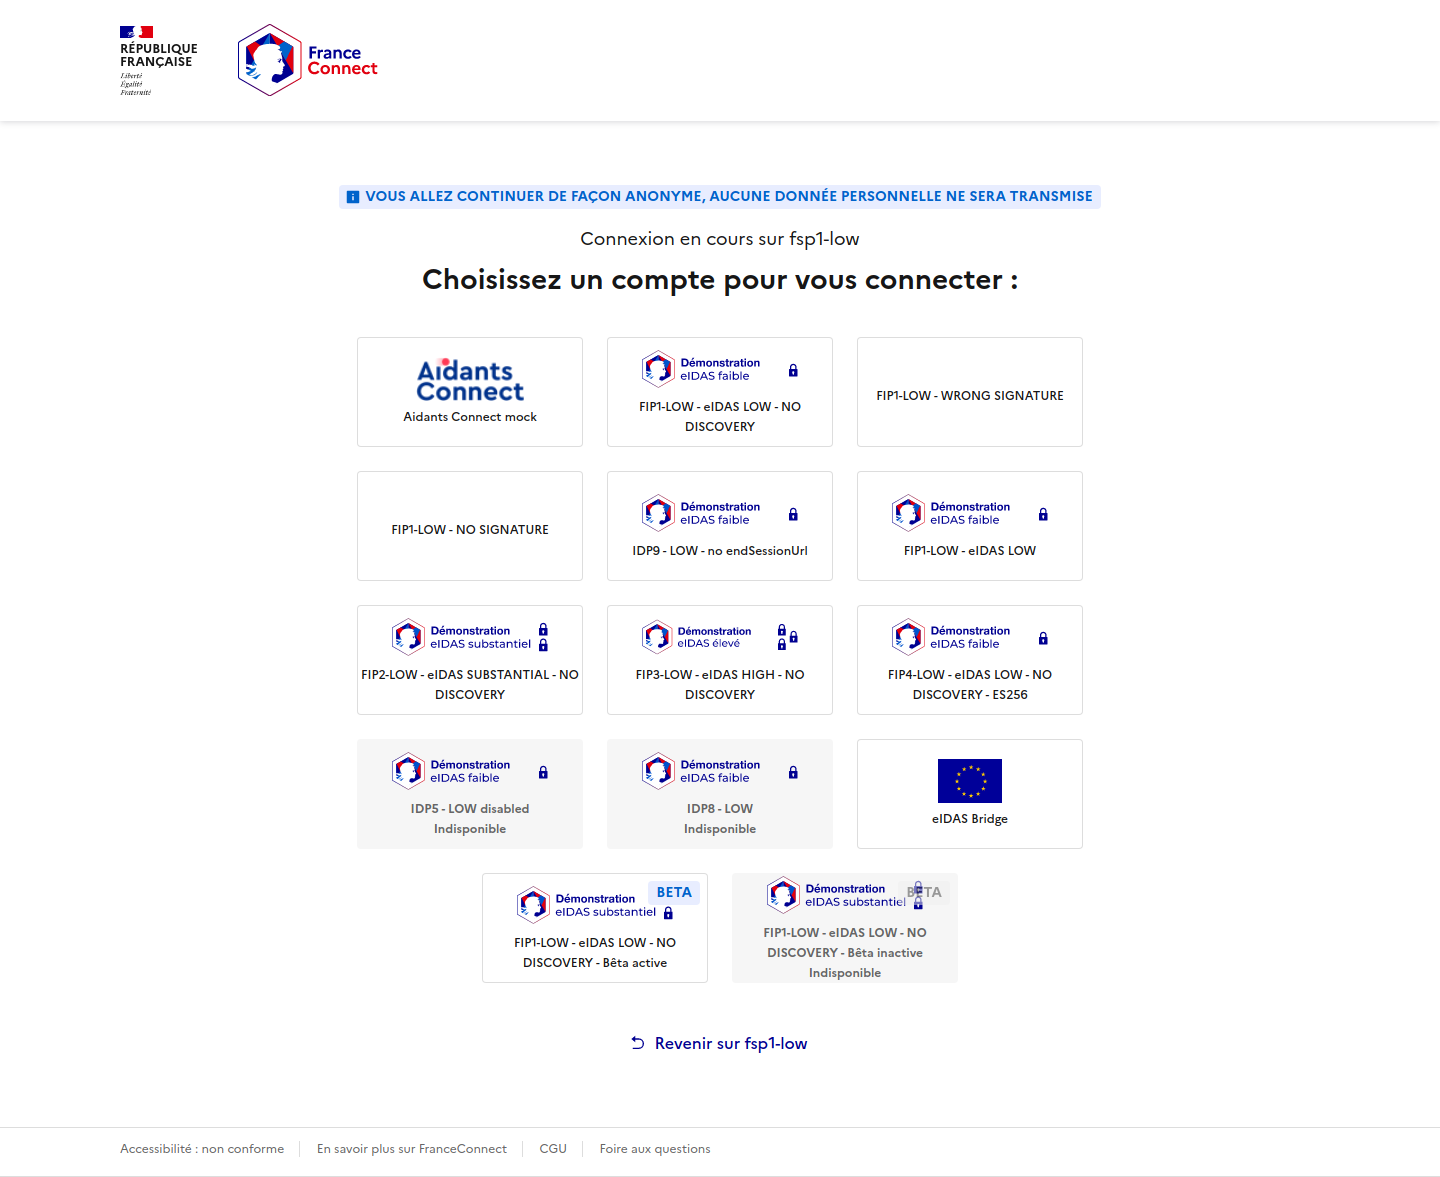 RÉPUBLIQUE
FRANÇAISE
Liberté
Égalité
Fraternité
France
Connect
VOUS ALLEZ CONTINUER DE FAÇON ANONYME, AUCUNE DONNÉE PERSONNELLE NE SERA TRANSMISE
Connexion en cours sur fsp1-low
Choisissez un compte pour vous connecter :
Aidants
Connect
Aidants Connect mock
Démonstration
eIDAS faible
FIP1-LOW - eIDAS LOW - NO
DISCOVERY
FIP1-LOW - WRONG SIGNATURE
FIP1-LOW - NO SIGNATURE
Démonstration
eIDAS faible
IDP9 - LOW - no endSessionUrl
Démonstration
eIDAS faible
FIP1-LOW - eIDAS LOW
Démonstration
eIDAS substantiel
FIP2-LOW - eIDAS SUBSTANTIAL - NO
DISCOVERY
Démonstration
eIDAS élevé
FIP3-LOW - eIDAS HIGH - NO
DISCOVERY
Démonstration
eIDAS faible
FIP4-LOW - eIDAS LOW - NO
DISCOVERY - ES256
Démonstration
eIDAS faible
IDP5 - LOW disabled
Indisponible
Démonstration
eIDAS faible
IDP8 - LOW
Indisponible
eIDAS Bridge
BETA
Démonstration
eIDAS substantiel
FIP1-LOW - eIDAS LOW - NO
DISCOVERY - Bêta active
BETA
Démonstration
eIDAS substantiel
FIP1-LOW - eIDAS LOW - NO
DISCOVERY - Bêta inactive
Indisponible
Revenir sur fsp1-low
Accessibilité : non conforme
En savoir plus sur FranceConnect
CGU
Foire aux questions